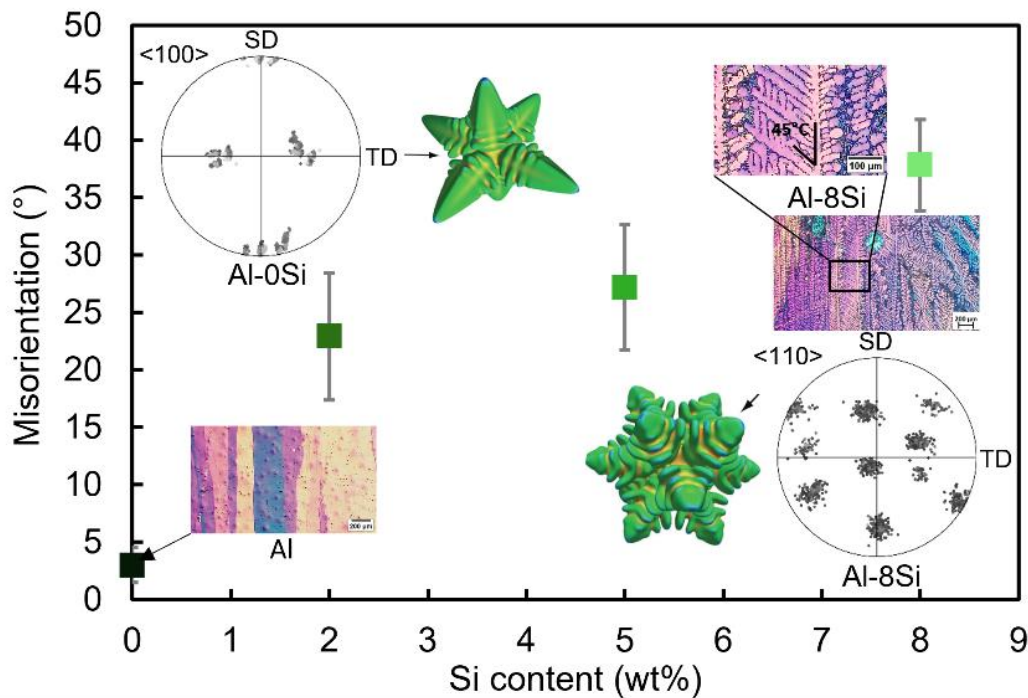 50
45
40
35
30
25
20
15
10
5
0
Misorientation (°)
<100>
SD
TD
Al-0Si
45°C
100 µm
Al-8Si
200 µm
SD
<110>
TD
Al-8Si
200 µm
Al
0 1 2 3 4 5 6 7 8 9
Si content (wt%)